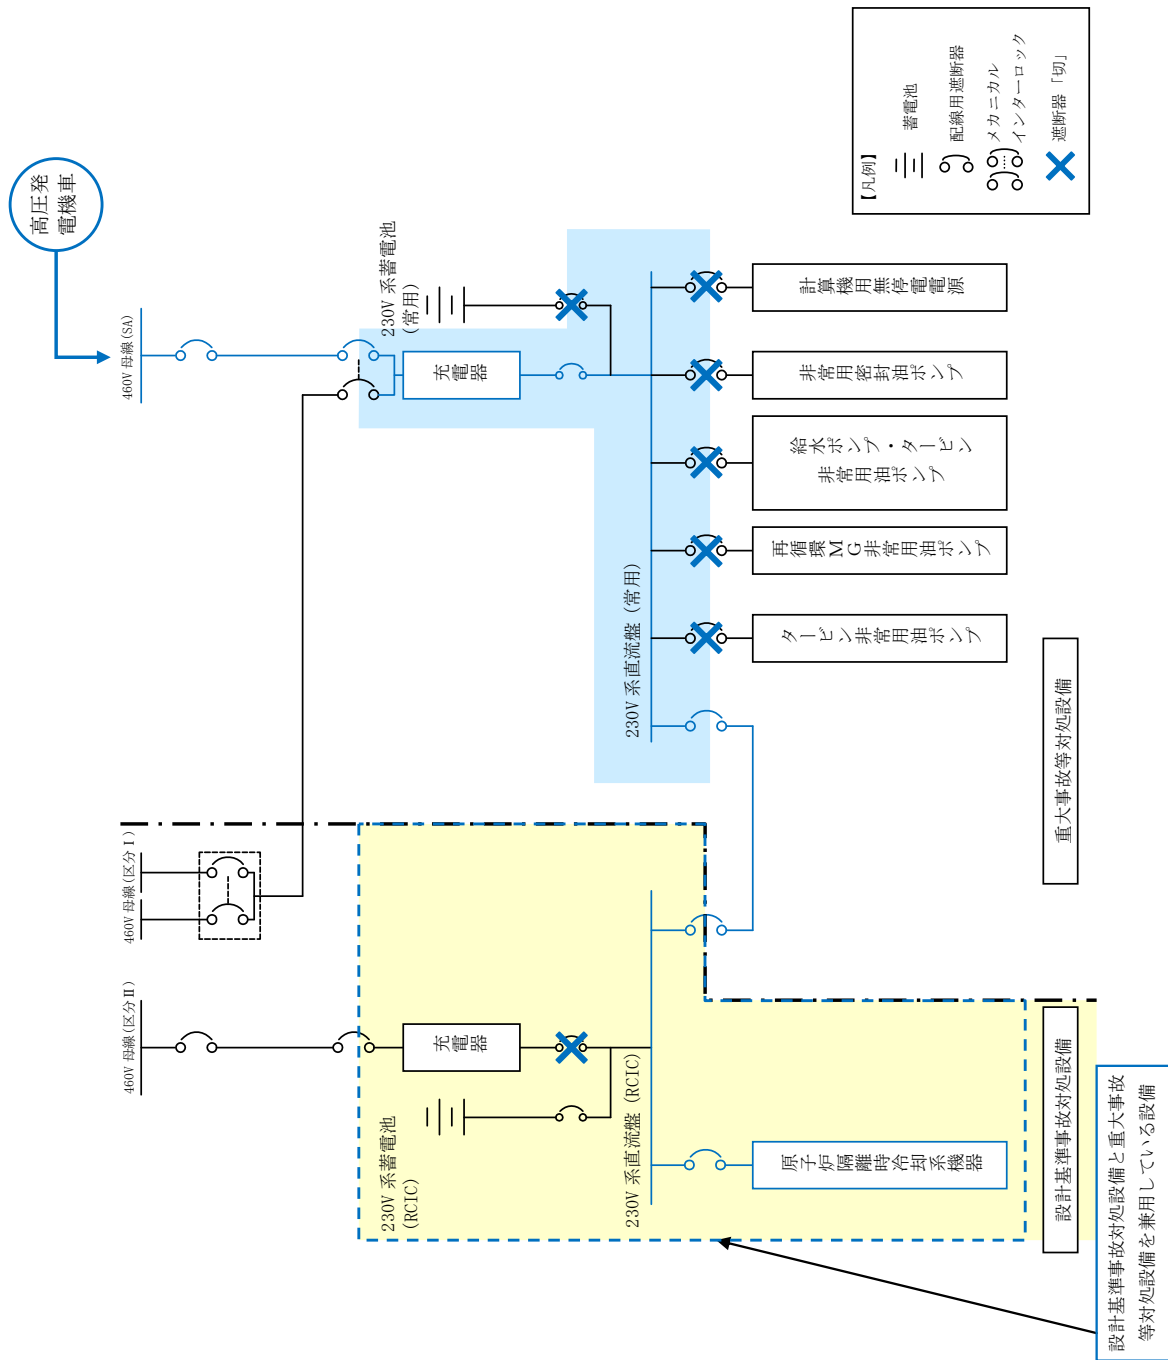 高圧発
電機車
460V 母線(SA)
230V 系蓄電池
(常用)
充電器
230V 系直流盤 (常用)
計算機用無停電電源
非常用密封油ポンプ
給水ポンプ・タービン
非常用油ポンプ
再循環MG非常用油ポンプ
タービン非常用油ポンプ
460V 母線(区分Ⅰ)
460V 母線(区分Ⅱ)
充電器
230V 系蓄電池
(RCIC)
230V 系直流盤 (RCIC)
原子炉隔離時冷却系機器
重大事故等対処設備
設計基準事故対処設備
設計基準事故対処設備と重大事故
等対処設備を兼用している設備
【凡例】
蓄電池
配線用遮断器
メカニカル
インターロック
遮断器「切」